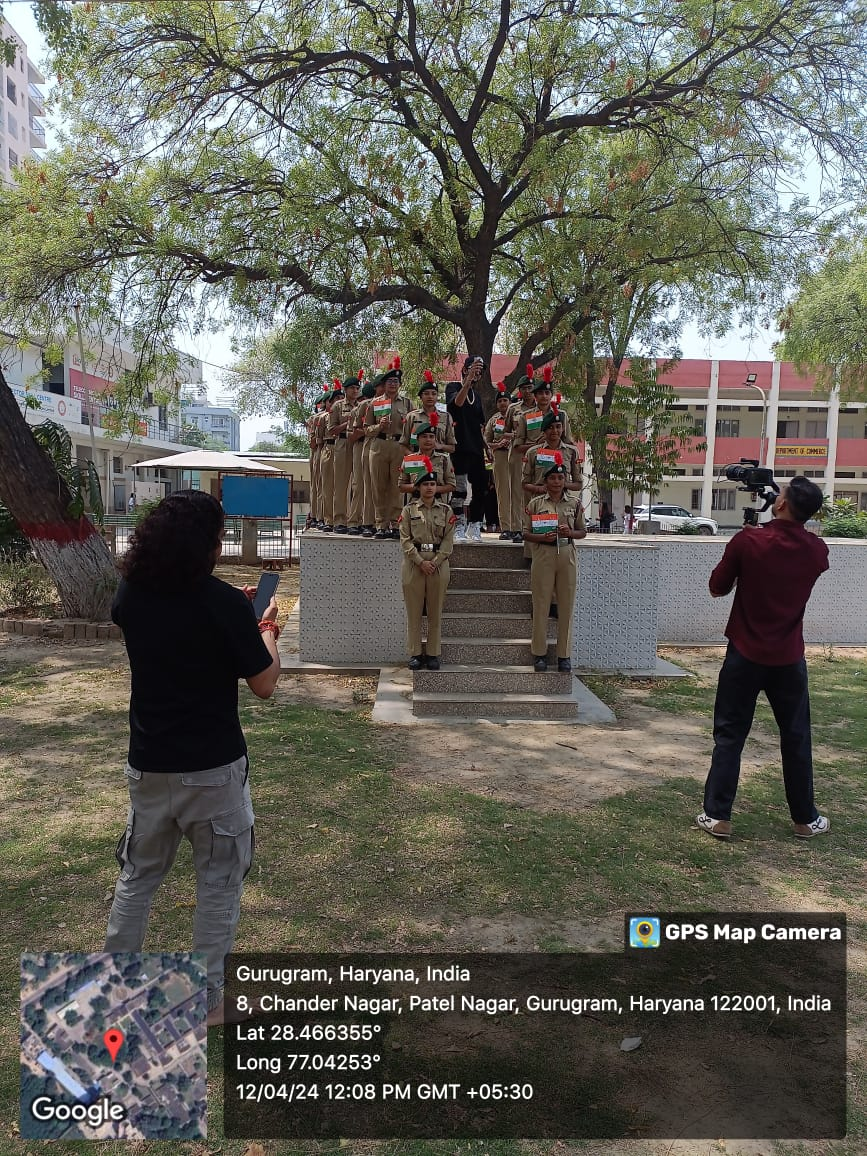 DEPARTMENT OF COMMERCE
GPS Map Camera
Gurugram, Haryana, India
8, Chander Nagar, Patel Nagar, Gurugram, Haryana 122001, India
Lat 28.466355°
Long 77.04253°
12/04/24 12:08 PM GMT +05:30
Google